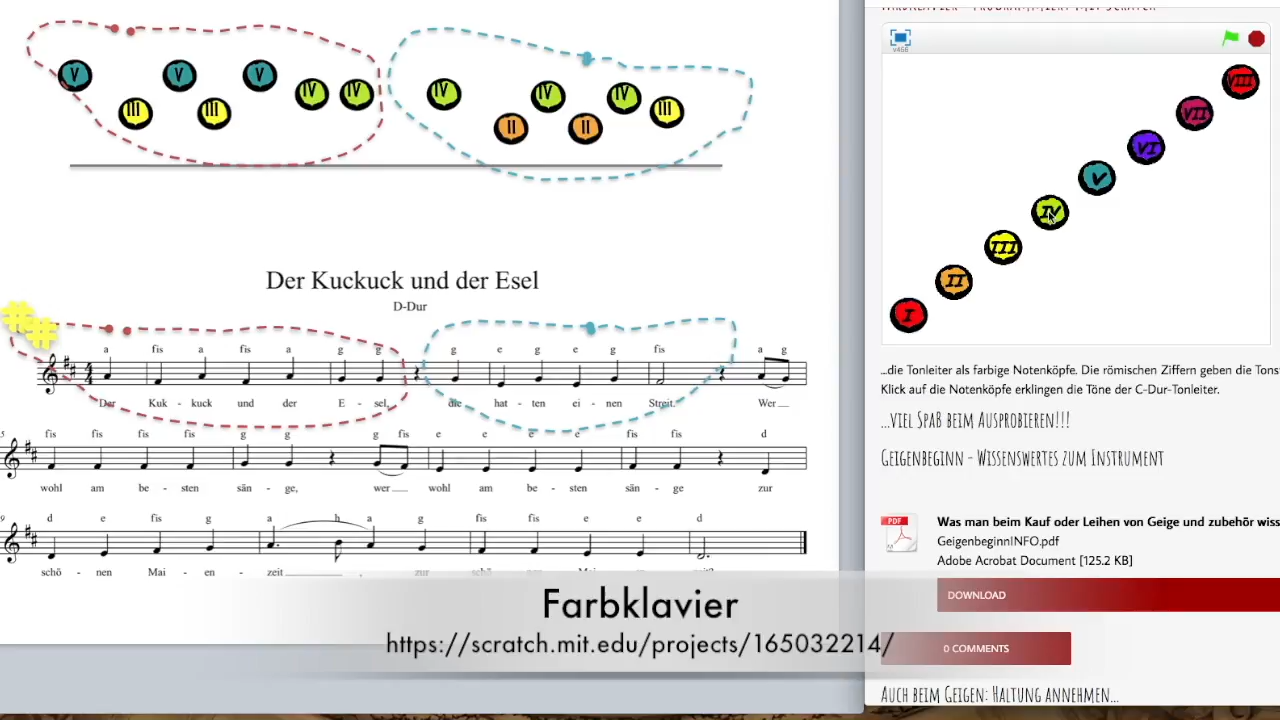 V V V IV IV IV IV IV III
III III II II
Der Kuckuck und der Esel
D-Dur
a fis a fis a g g g e g e g fis a g
4
4
Der Kuk - kuck und der E - sel, die hat - ten ei - nen Streit. Wer
5
fis fis fis fis g g g fis e e e e fis fis d
wohl am be - sten sän - ge, wer wohl am be - sten sän - ge zur
9
d e fis g a h a g fis fis e e d
schö - nen Mai - en - zeit , zur
Farbklavier
https://scratch.mit.edu/projects/165032214/
v468
VIII
VII
VI
V
IV
III
II
I
...die Tonleiter als farbige Notenköpfe. Die römischen Ziffern geben die Tons
Klick auf die Notenköpfe erklingen die Töne der C-Dur-Tonleiter.
...viel Spaß beim Ausprobieren!!!
Geigenbeginn - Wissenswertes zum Instrument
PDF
Was man beim Kauf oder Leihen von Geige und zubehör wiss
GeigenbeginnINFO.pdf
Adobe Acrobat Document [125.2 KB]
DOWNLOAD
0 COMMENTS
Auch beim Geigen: Haltung annehmen...